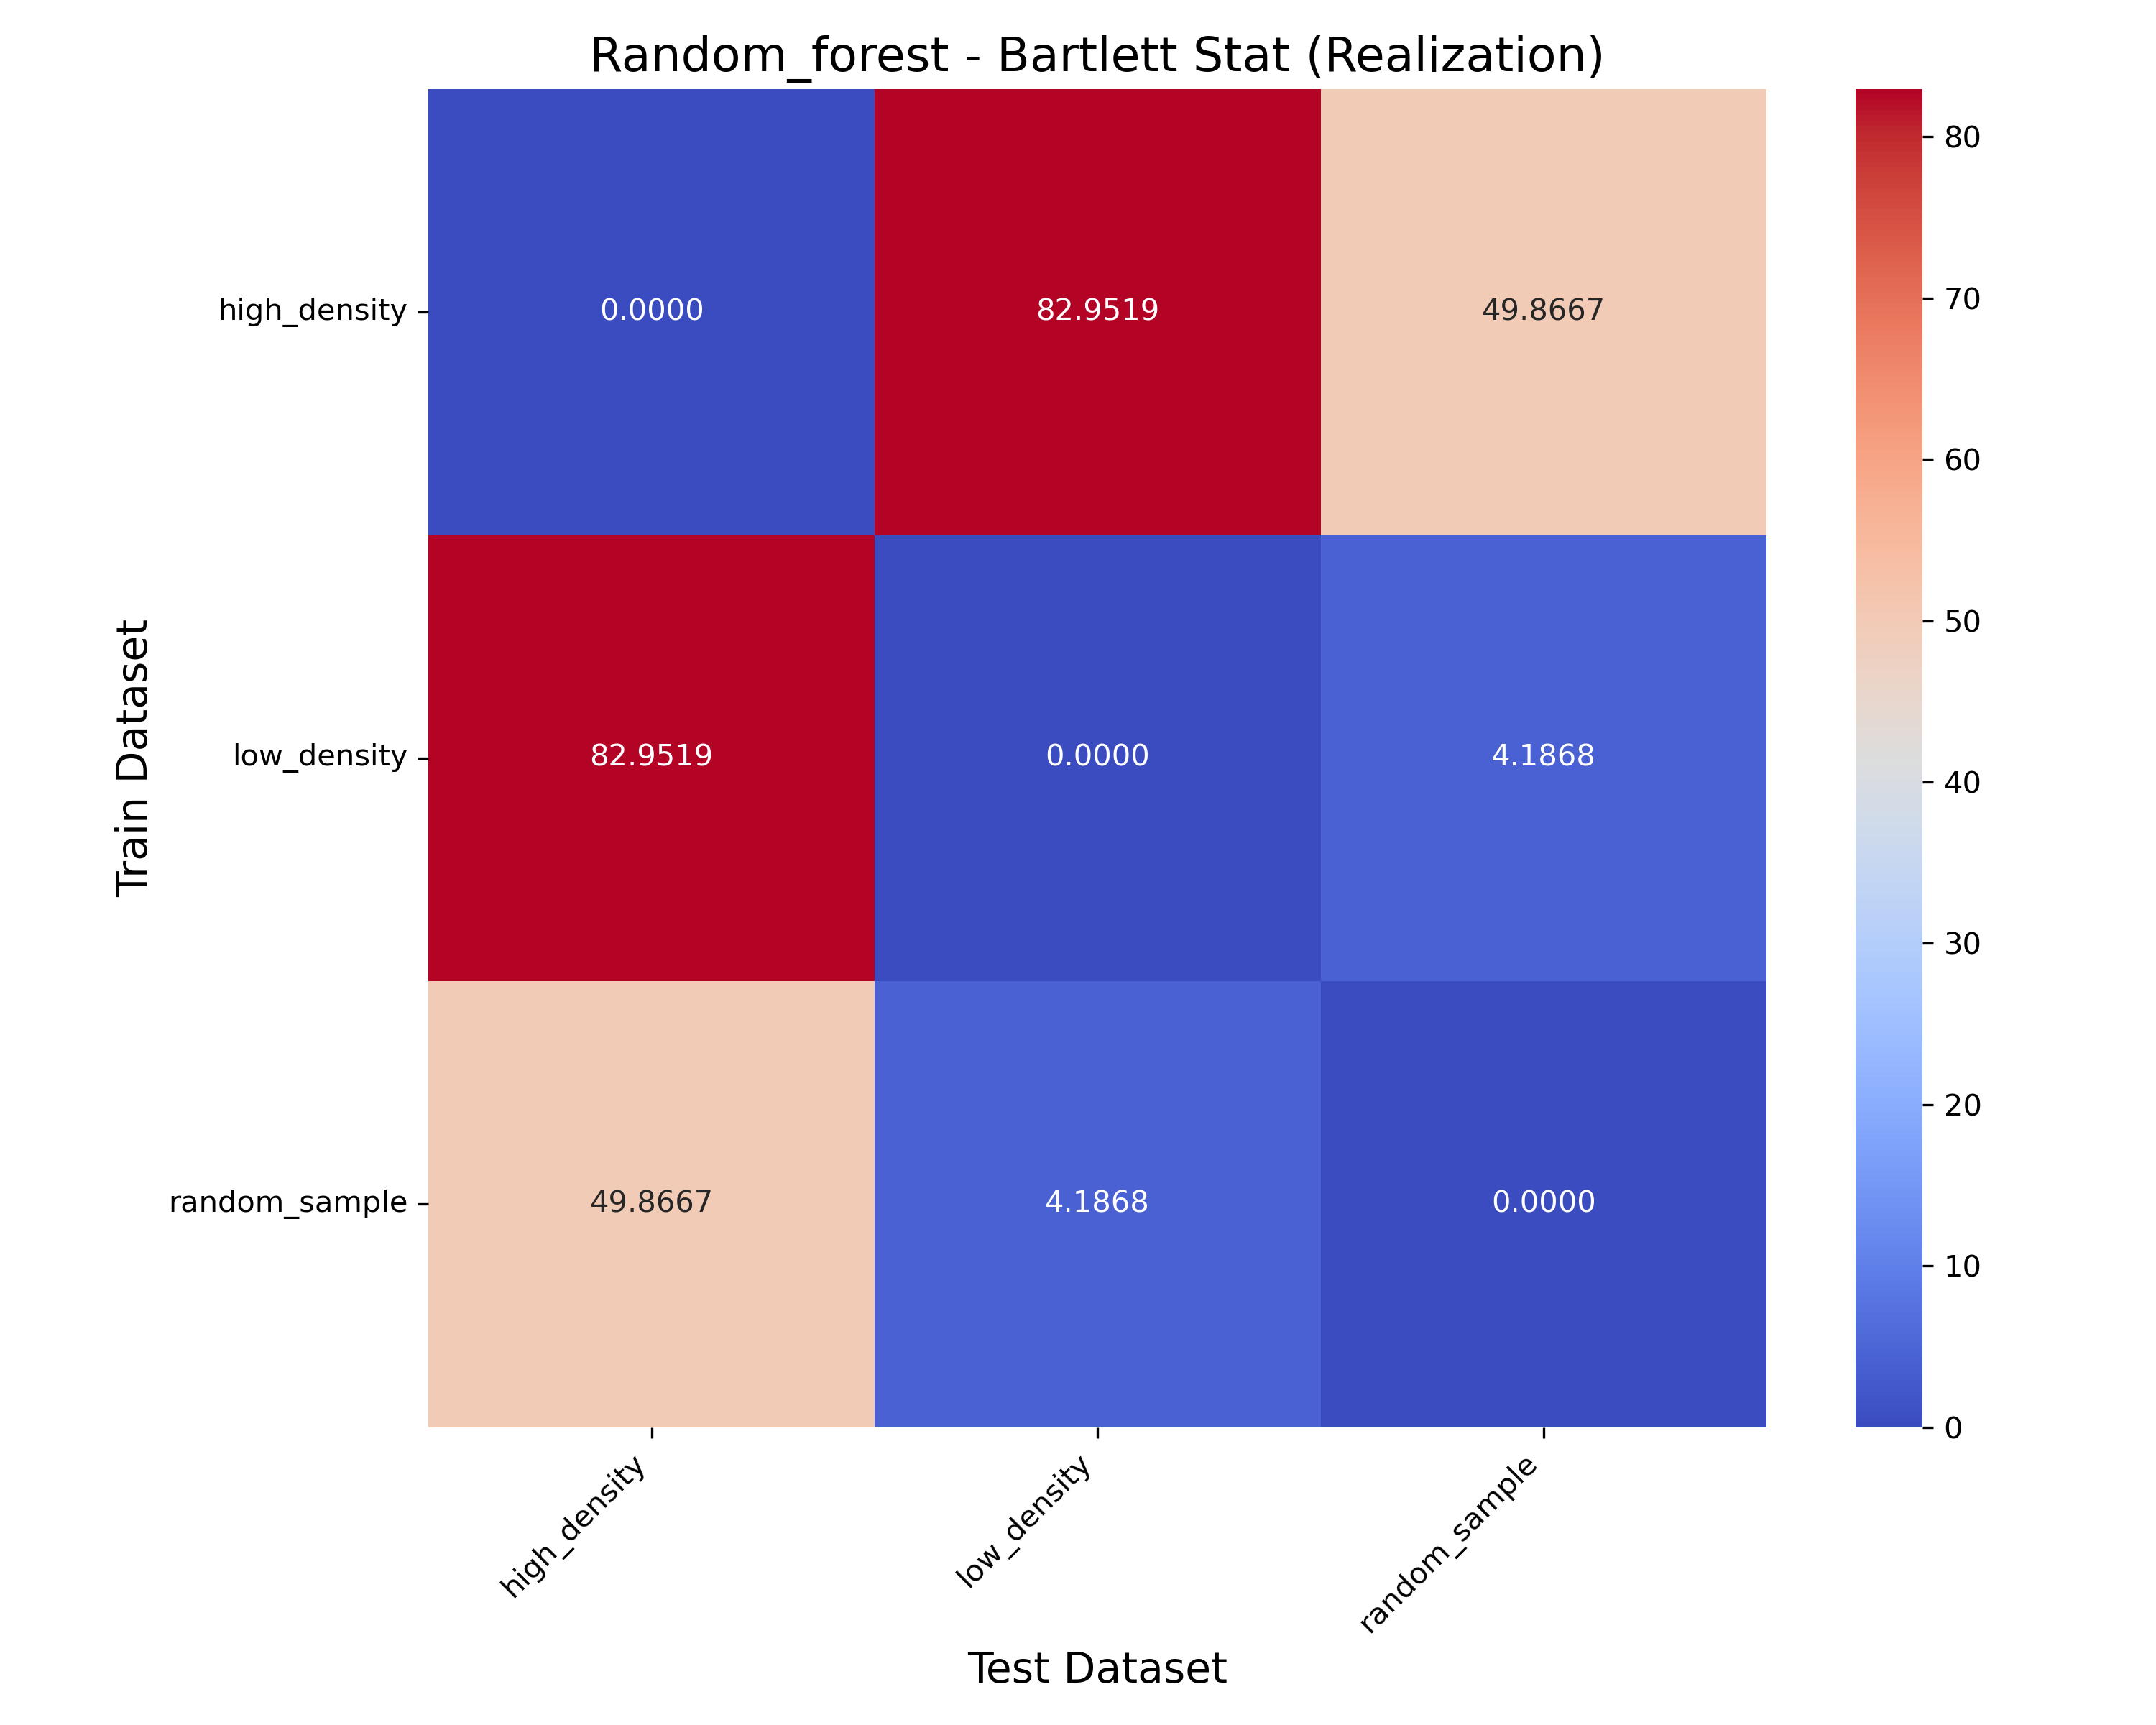 Random_forest - Bartlett Stat (Realization)
80
70
60
50
40
30
20
10
0
Train Dataset
high_density
0.0000 82.9519 49.8667
low_density
82.9519 0.0000 4.1868
random_sample
49.8667 4.1868 0.0000
high_density
low_density
random_sample
Test Dataset